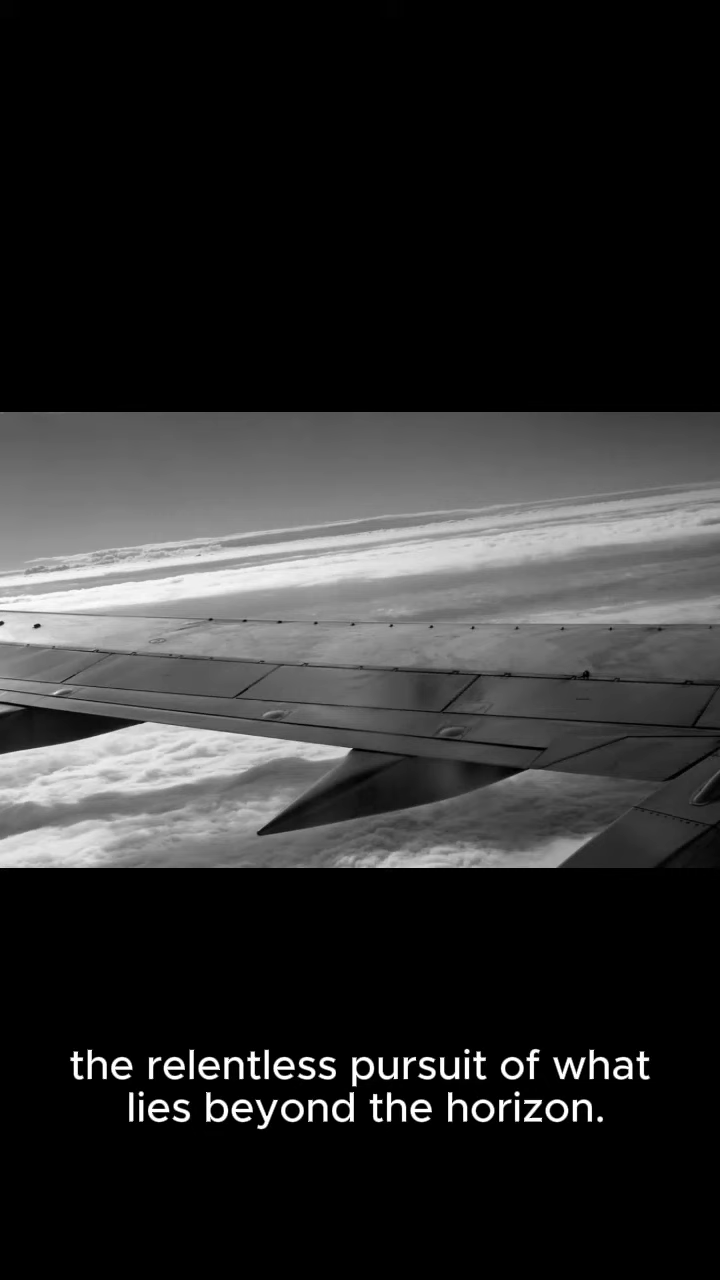 the relentless pursuit of what
lies beyond the horizon.